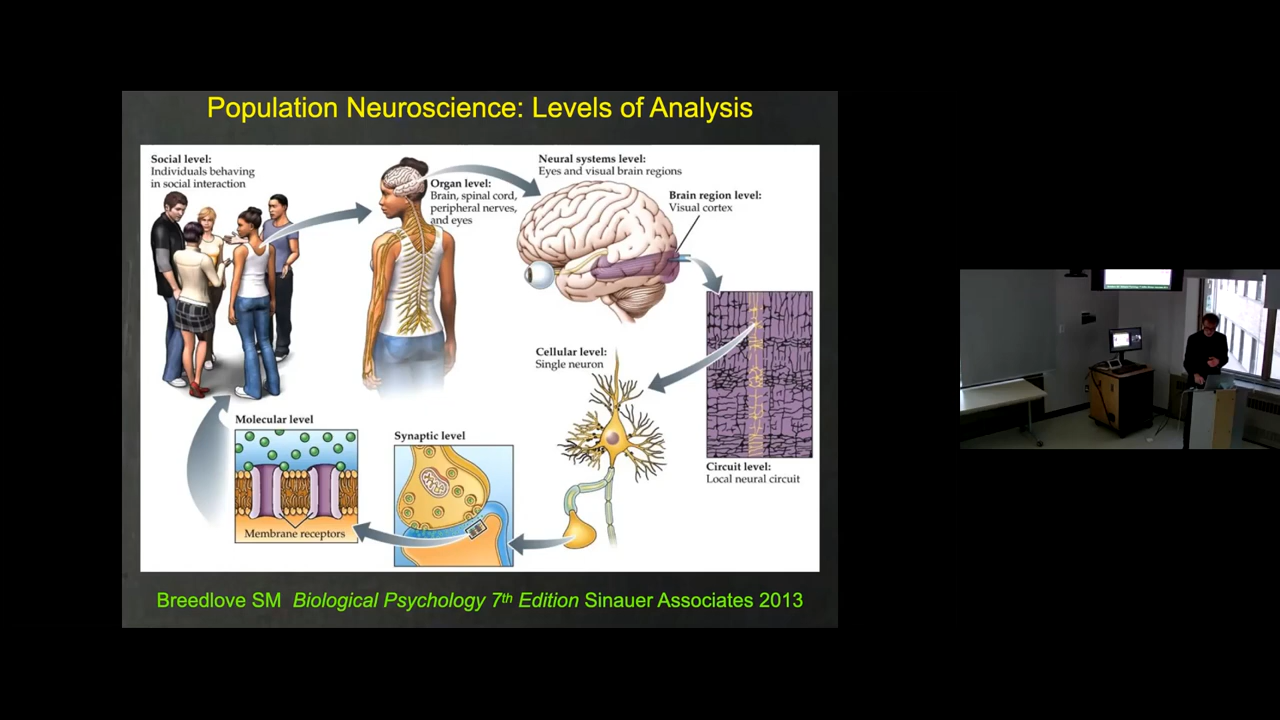 Population Neuroscience: Levels of Analysis
Social level:
Individuals behaving
in social interaction
Organ level:
Brain, spinal cord,
peripheral nerves,
and eyes
Neural systems level:
Eyes and visual brain regions
Brain region level:
Visual cortex
Cellular level:
Single neuron
Circuit level:
Local neural circuit
Molecular level
Membrane receptors
Synaptic level
Breedlove SM Biological Psychology 7th Edition Sinauer Associates 2013